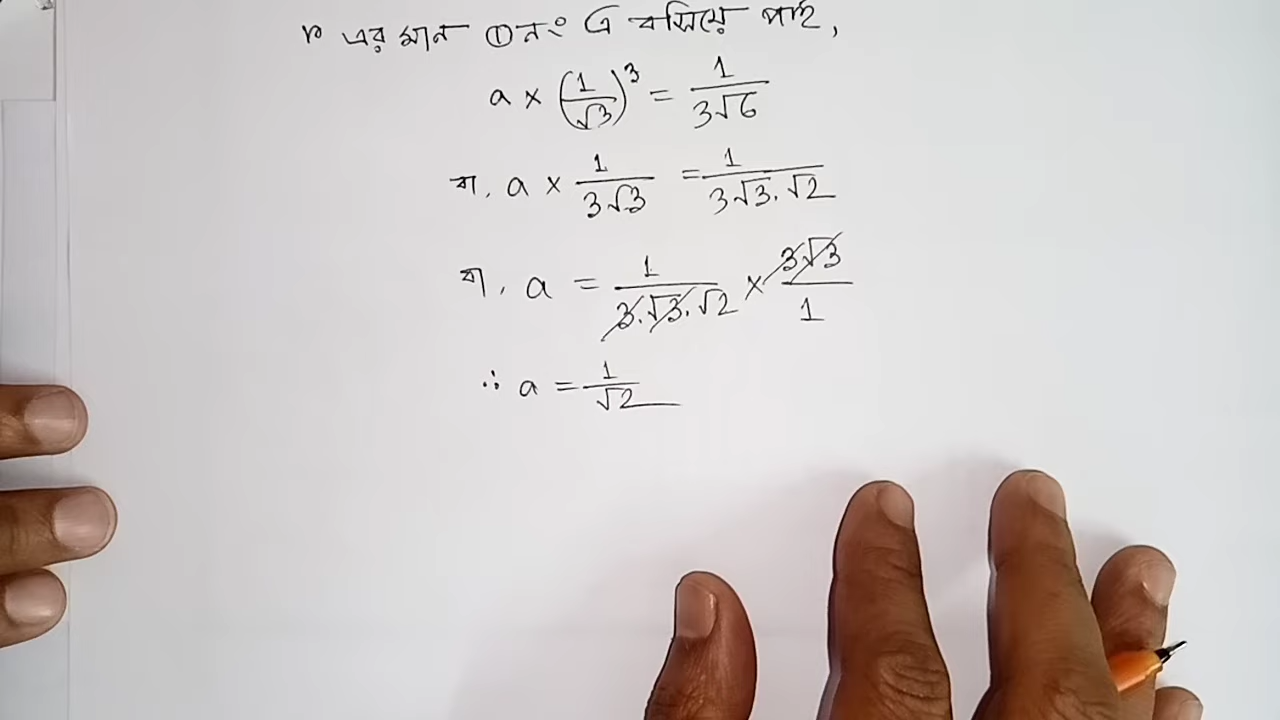 r এর মান ①নং এ বসিয়ে পাই,
a × (1/√3)³ = 1/3√6
বা, a × 1/3√3 = 1/3√3.√2
বা, a = 1/3.√3.√2 × 3√3/1
∴ a = 1/√2